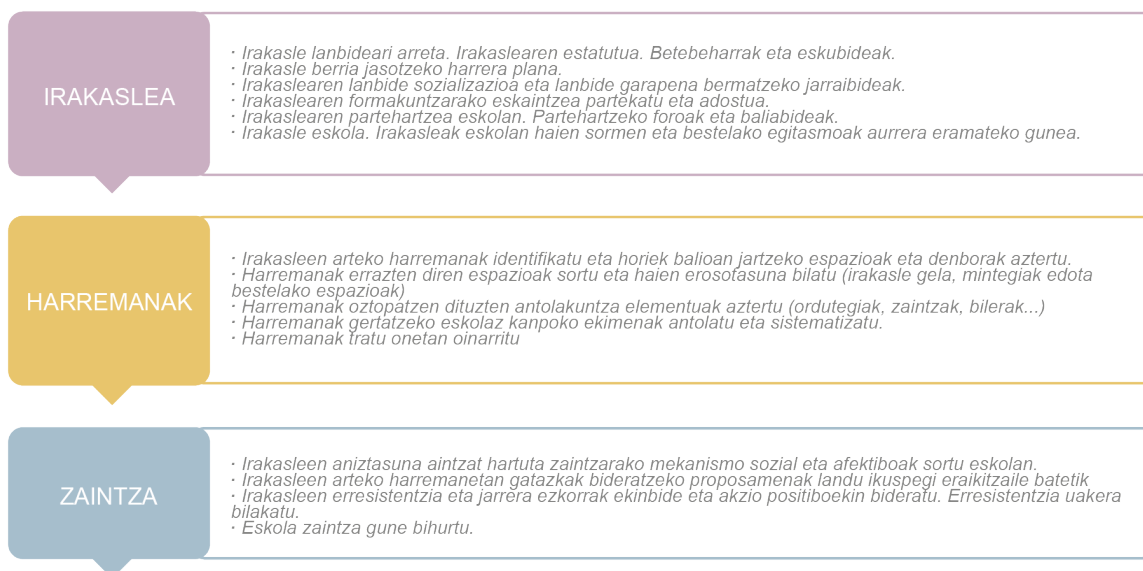 IRAKASLEA
· Irakasle lanbideari arreta. Irakaslearen estatutua. Betebeharrak eta eskubideak.
· Irakasle berria jasotzeko harrera plana.
· Irakaslearen lanbide sozializazioa eta lanbide garapena bermatzeko jarraibideak.
· Irakaslearen formakuntzarako eskaintza partekatu eta adostua.
· Irakaslearen partehartzea eskolan. Partehartzeko foroak eta baliabideak.
· Irakasle eskola. Irakasleak eskolan haien sormen eta bestelako egitasmoak aurrera eramateko gunea.
HARREMANAK
· Irakasleen arteko harremanak identifikatu eta horiek balioan jartzeko espazioak eta denborak aztertu.
· Harremanak errazten diren espazioak sortu eta haien erosotasuna bilatu (irakasle gela, mintegiak edota
bestelako espazioak)
· Harremanak oztopatzen dituzten antolakuntza elementuak aztertu (ordutegiak, zaintzak, bilerak...)
· Harremanak gertatzeko eskolaz kanpoko ekimenak antolatu eta sistematizatu.
· Harremanak tratu onetan oinarritu
ZAINTZA
· Irakasleen aniztasuna aintzat hartuta zaintzarako mekanismo sozial eta afektiboak sortu eskolan.
· Irakasleen arteko harremanetan gatazkak bideratzeko proposamenak landu ikuspegi eraikitzaile batetik
· Irakasleen erresistentzia eta jarrera ezkorrak ekinbide eta akzio positiboekin bideratu. Erresistentzia uakera
bilakatu.
· Eskola zaintza gune bihurtu.